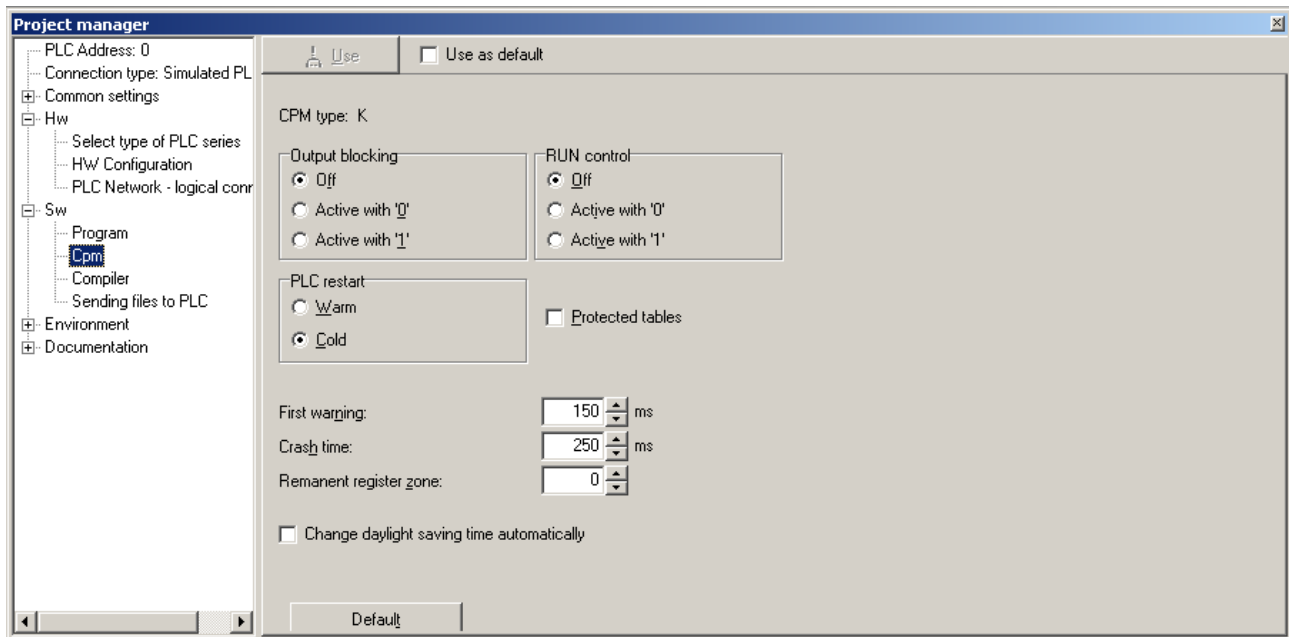 Project manager
PLC Address: 0
Connection type: Simulated PL
Common settings
Hw
Select type of PLC series
HW Configuration
PLC Network - logical conr
Sw
Program
Cpm
Compiler
Sending files to PLC
Environment
Documentation
Use
Use as default
CPM type: K
Output blocking
Off
Active with '0'
Active with '1'
RUN control
Off
Active with '0'
Active with '1'
PLC restart
Warm
Cold
Protected tables
First warning: 150 ms
Crash time: 250 ms
Remanent register zone: 0
Change daylight saving time automatically
Default